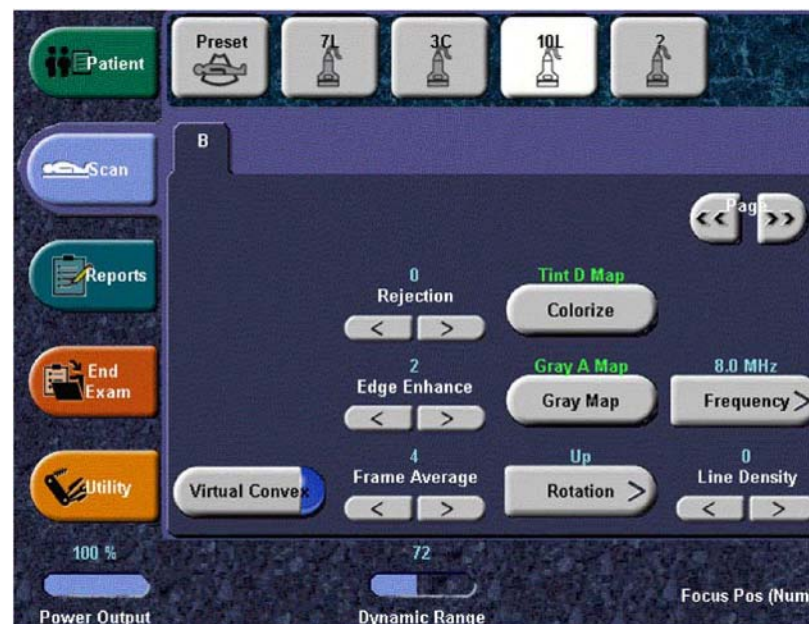 Patient
Preset
7L
3C
10L
?
Scan
B
<< Page >>
Reports
0
Rejection
< >
Tint D Map
Colorize
End
Exam
2
Edge Enhance
< >
Gray A Map
Gray Map
8.0 MHz
Frequency >
Utility
Virtual Convex
4
Frame Average
< >
Up
Rotation >
0
Line Density
< >
100 %
Power Output
72
Dynamic Range
Focus Pos (Num